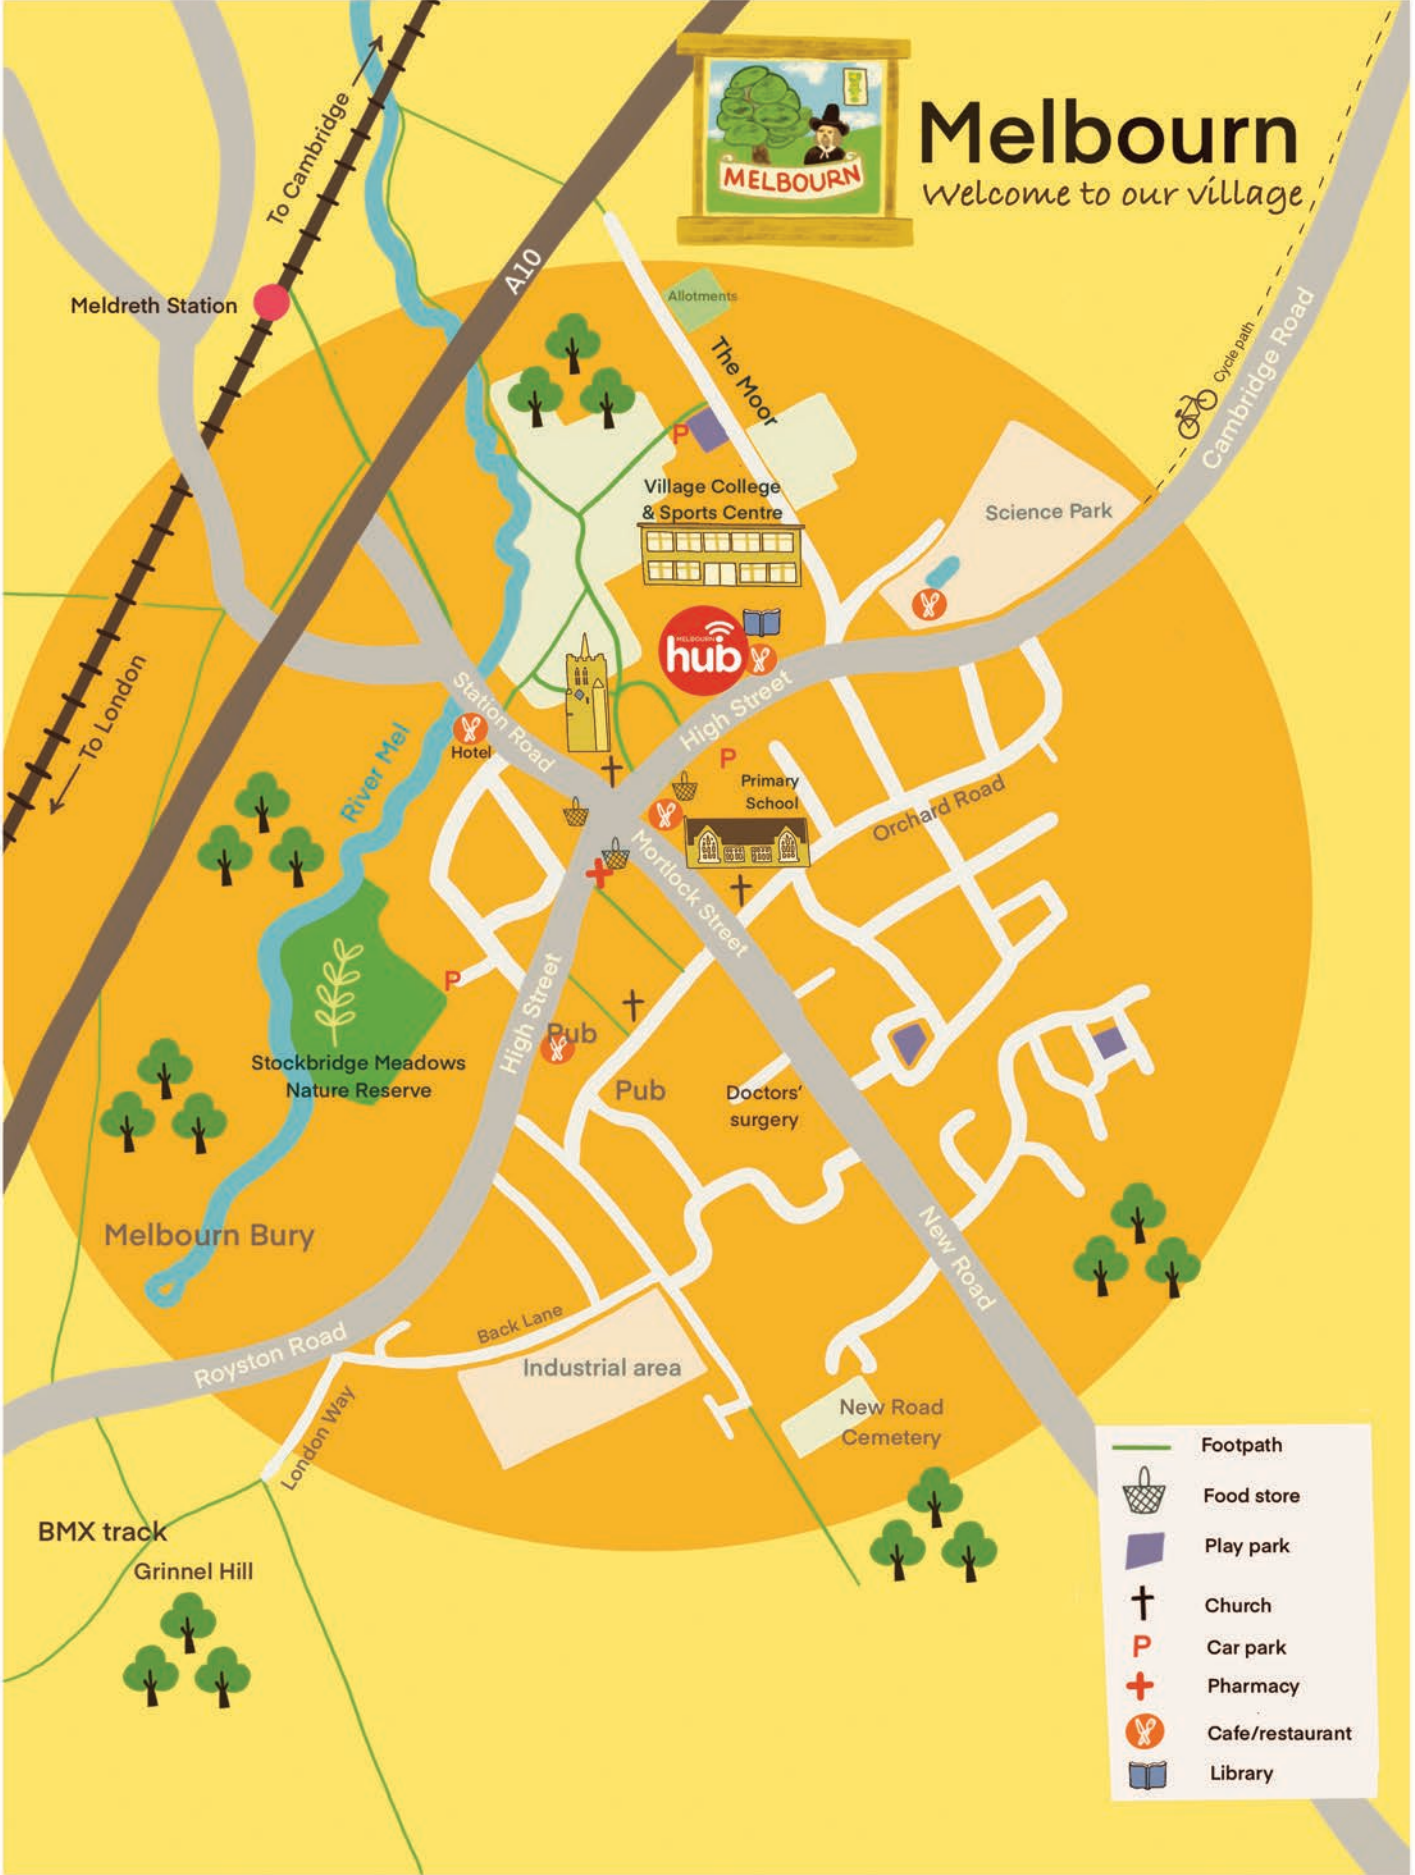 Melbourn
Welcome to our village
MELBOURN
To Cambridge
A10
Meldreth Station
Allotments
The Moor
Cycle path
Cambridge Road
P
Village College
& Sports Centre
Science Park
MELBOURN
hub
To London
Station Road
High Street
Hotel
River Mel
P
Primary
School
Orchard Road
Mortlock Street
P
High Street
Pub
Stockbridge Meadows
Nature Reserve
Pub
Doctors'
surgery
Melbourn Bury
New Road
Back Lane
Royston Road
Industrial area
London Way
New Road
Cemetery
BMX track
Grinnel Hill
Footpath
Food store
Play park
Church
P Car park
Pharmacy
Cafe/restaurant
Library